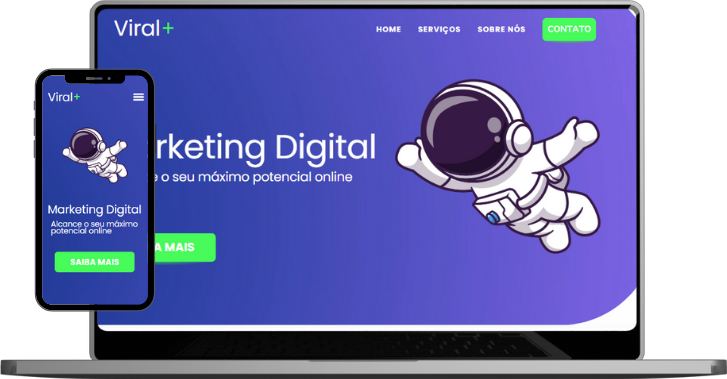 Viral+
HOME
SERVIÇOS
SOBRE NÓS
CONTATO
rketing Digital
e o seu máximo potencial online
A MAIS
Viral+
Marketing Digital
Alcance o seu máximo
potencial online
SAIBA MAIS